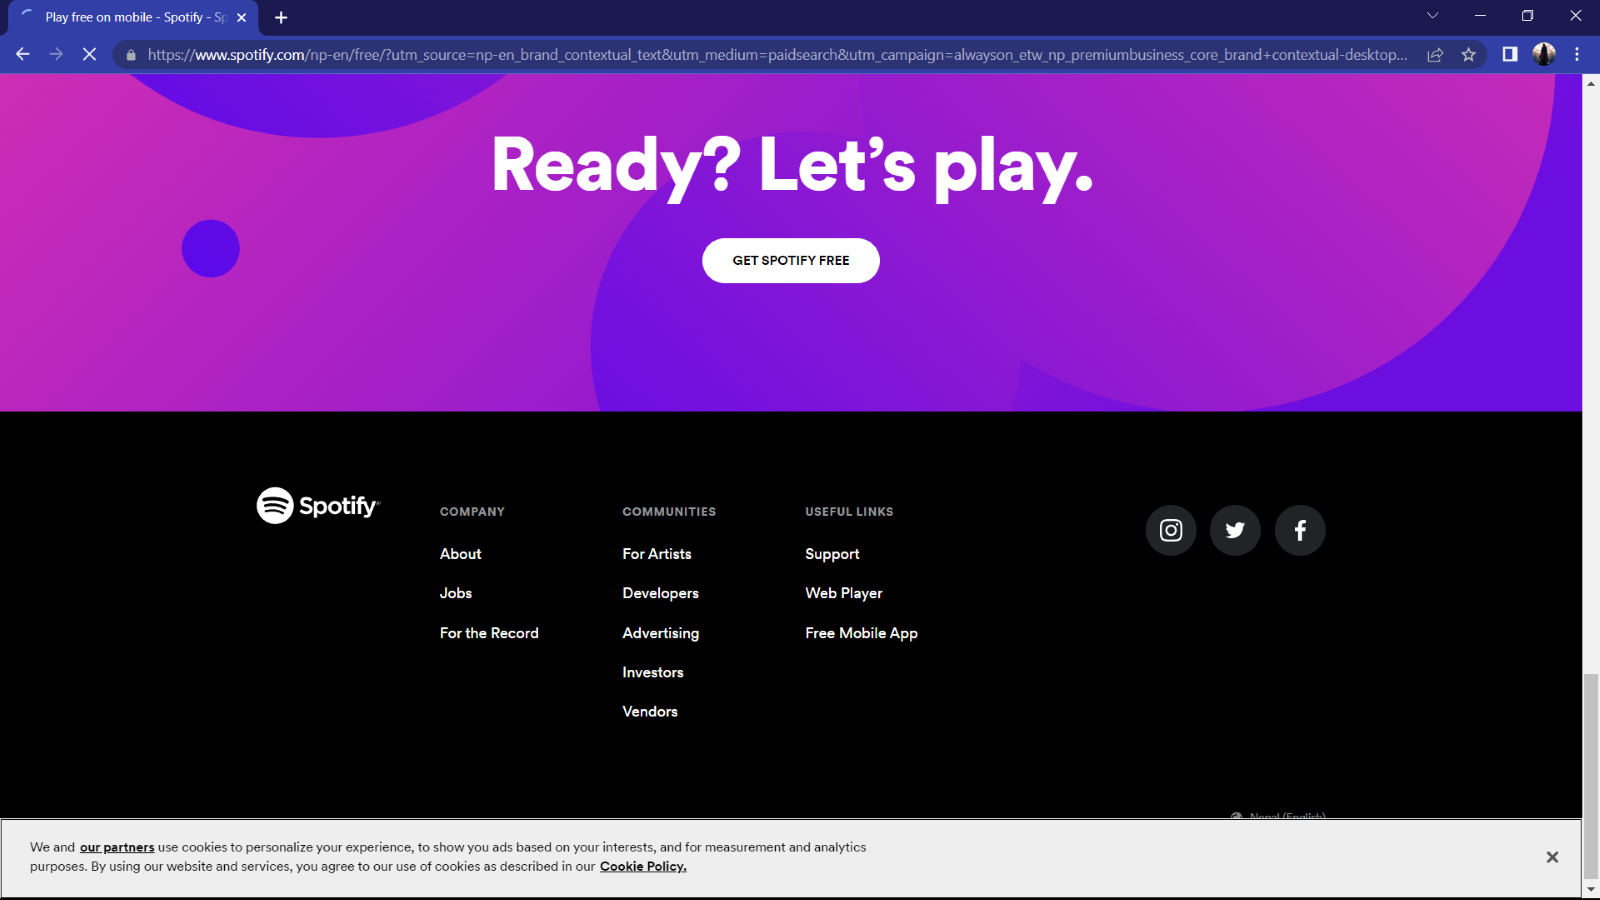 Play free on mobile - Spotify - Sp
https://www.spotify.com/np-en/free/?utm_source=np-en_brand_contextual_text&utm_medium=paidsearch&utm_campaign=alwayson_etw_np_premiumbusiness_core_brand+contextual-desktop...
Ready? Let's play.
GET SPOTIFY FREE
Spotify
COMPANY
About
Jobs
For the Record
COMMUNITIES
For Artists
Developers
Advertising
Investors
Vendors
USEFUL LINKS
Support
Web Player
Free Mobile App
Nepal (English)
We and our partners use cookies to personalize your experience, to show you ads based on your interests, and for measurement and analytics
purposes. By using our website and services, you agree to our use of cookies as described in our Cookie Policy.